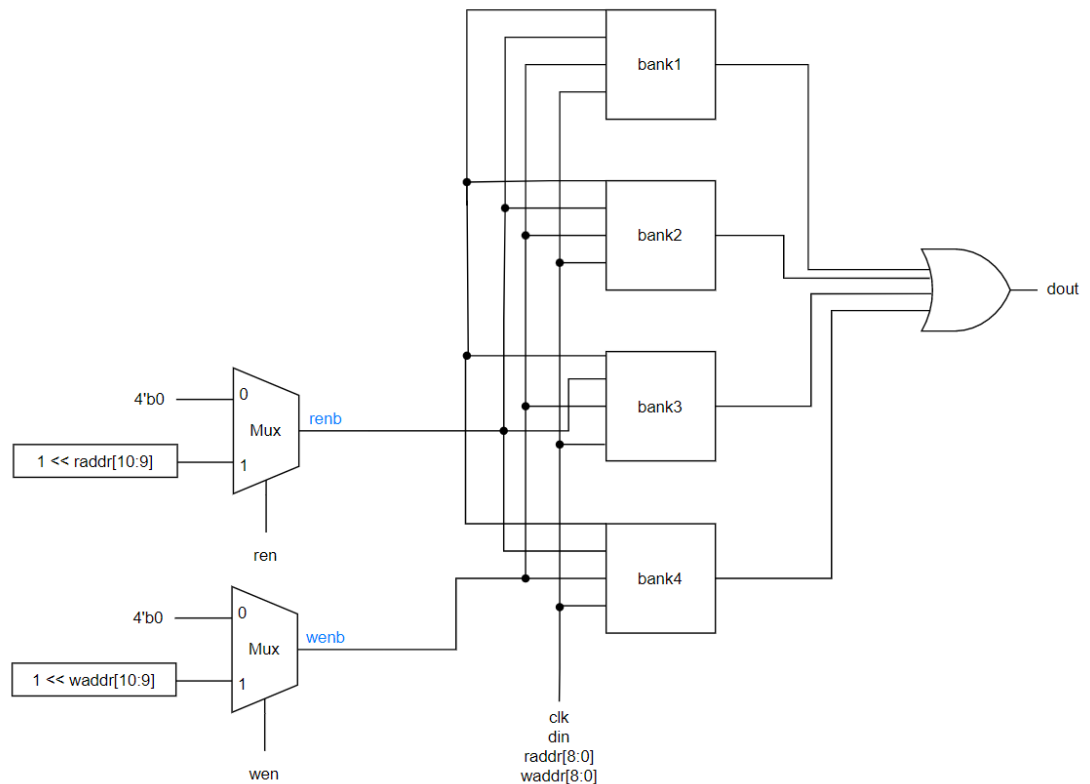 bank1
bank2
dout
bank3
4'b0
0
renb
Mux
1 << raddr[10:9]
1
ren
bank4
4'b0
0
wenb
Mux
1 << waddr[10:9]
1
clk
din
raddr[8:0]
waddr[8:0]
wen